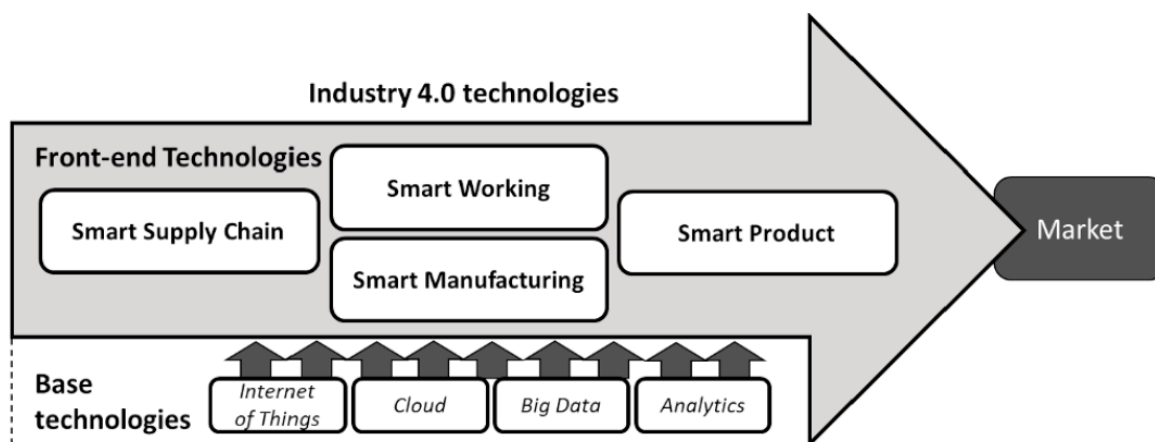 Industry 4.0 technologies
Front-end Technologies
Smart Working
Smart Supply Chain
Smart Product
Smart Manufacturing
Market
Base
technologies
Internet
of Things
Cloud
Big Data
Analytics